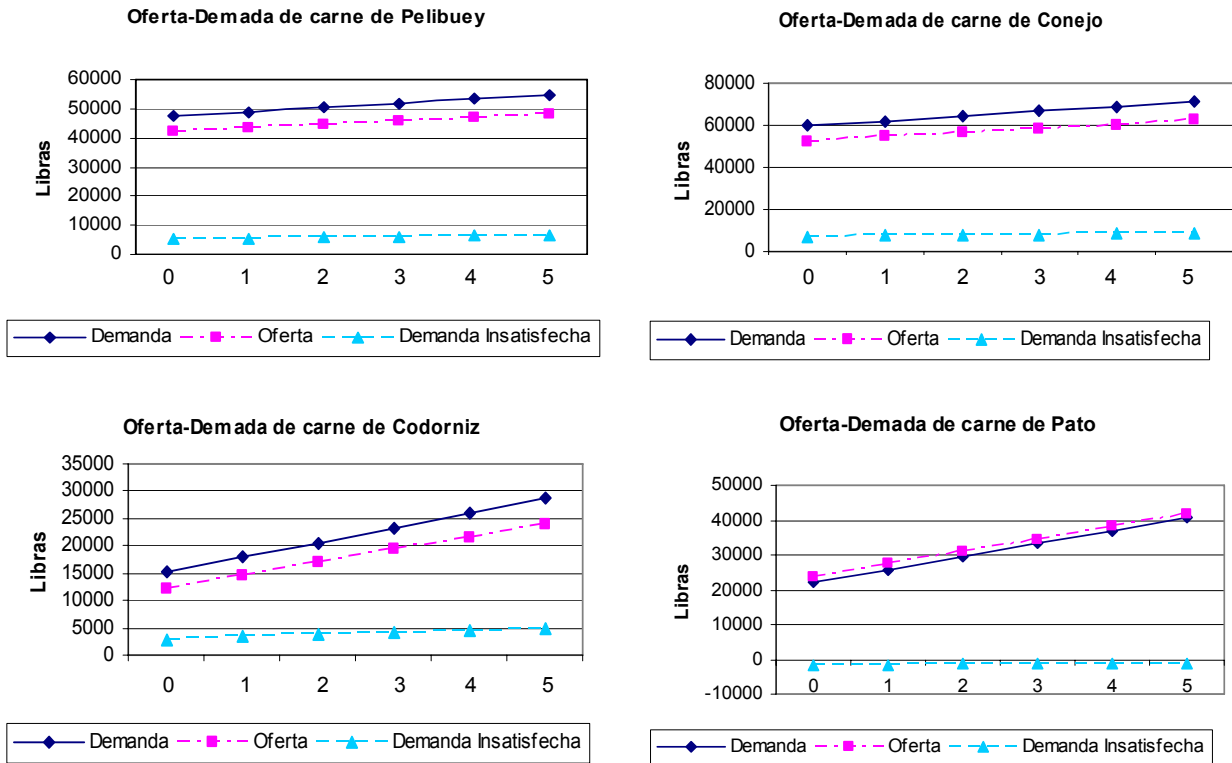 Oferta-Demada de carne de Pelibuey
60000
50000
40000
30000
20000
10000
0
Libras
0 1 2 3 4 5
Demanda Oferta Demanda Insatisfecha
Oferta-Demada de carne de Conejo
80000
60000
40000
20000
0
Libras
0 1 2 3 4 5
Demanda Oferta Demanda Insatisfecha
Oferta-Demada de carne de Codorniz
35000
30000
25000
20000
15000
10000
5000
0
Libras
0 1 2 3 4 5
Demanda Oferta Demanda Insatisfecha
Oferta-Demada de carne de Pato
50000
40000
30000
20000
10000
0
-10000
Libras
0 1 2 3 4 5
Demanda Oferta Demanda Insatisfecha